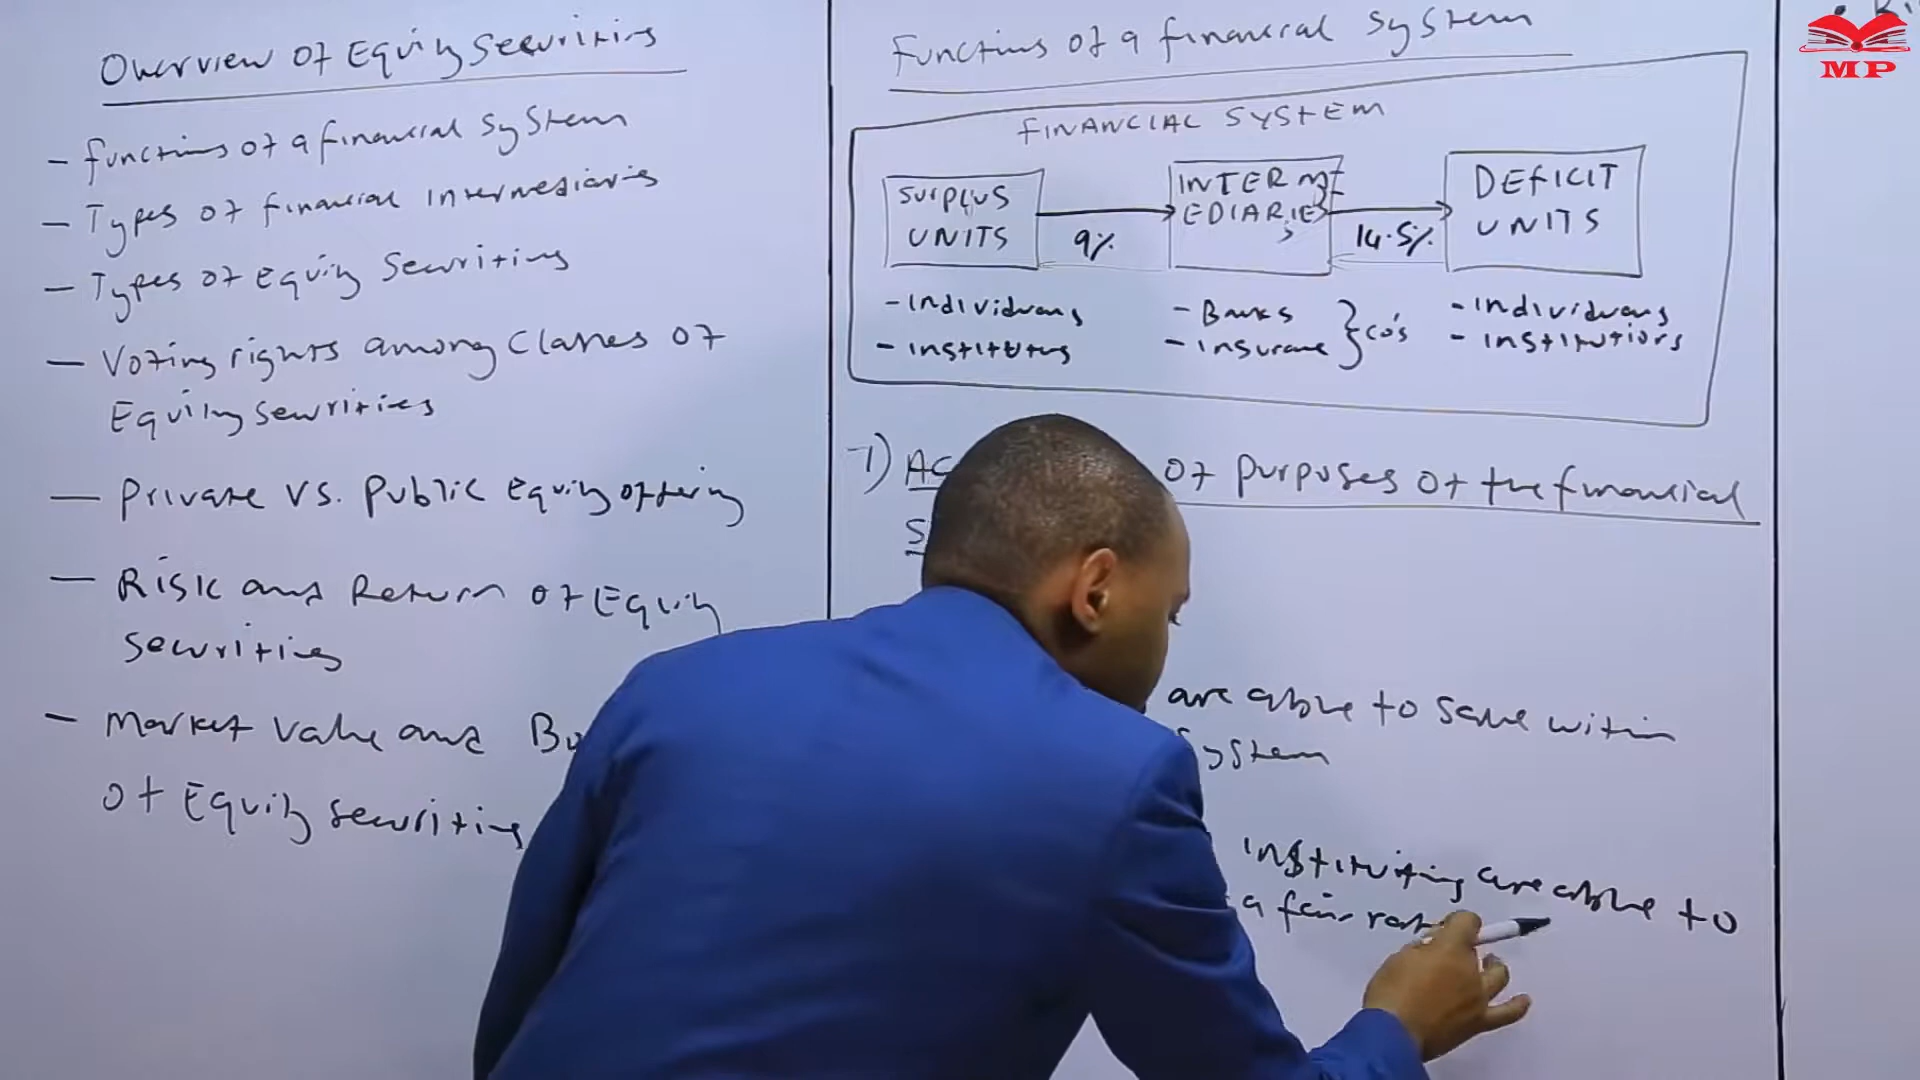 Overview of Equity Securities
- Functions of a financial System
- Types of financial Intermediaries
- Types of Equity Securities
- Voting rights among Classes of
Equity Securities
- Private vs. Public Equity offering
- Risk and Return of Equity
Securities
- Market Value and
of Equity Securities
Functions of a financial System
FINANCIAL SYSTEM
SURPLUS
UNITS
9%
INTERM
EDIARIES
14.5%
DEFICIT
UNITS
- Individuals
- Institutions
- Banks
- Insurance
} Co's
- Individuals
- Institutions
1) AC of purposes of the financial
S
are able to save within
System
Institutions are able to
a fair rate
MP